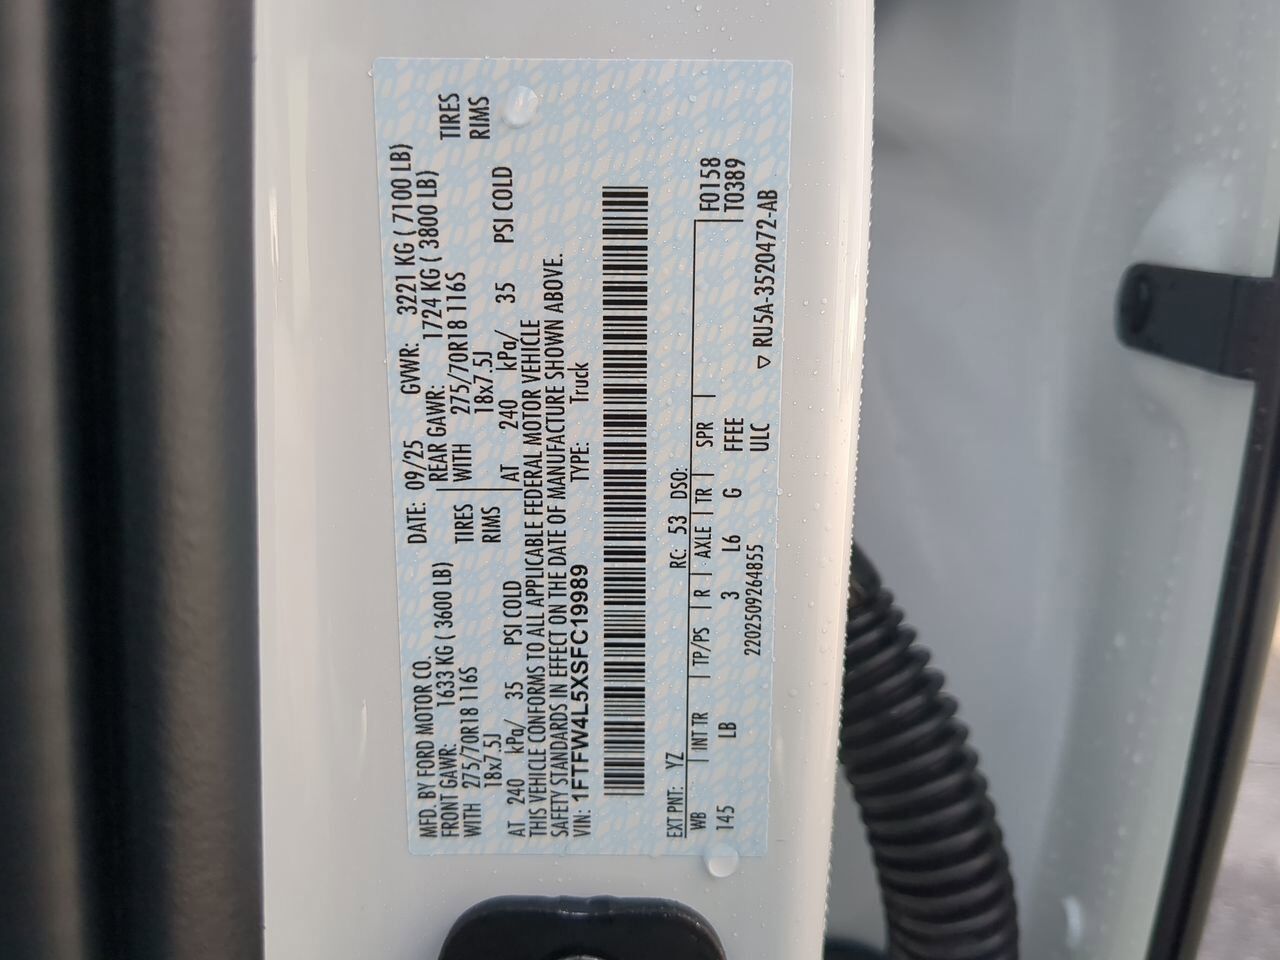 MFD. BY FORD MOTOR CO. DATE: 09/25 GVWR: 3221 KG ( 7100 LB)
FRONT GAWR: 1633 KG ( 3600 LB) REAR GAWR: 1724 KG ( 3800 LB)
WITH 275/70R18 116S TIRES WITH 275/70R18 116S TIRES
18x7.5J RIMS 18x7.5J RIMS
AT 240 kPa/ 35 PSI COLD AT 240 kPa/ 35 PSI COLD
THIS VEHICLE CONFORMS TO ALL APPLICABLE FEDERAL MOTOR VEHICLE
SAFETY STANDARDS IN EFFECT ON THE DATE OF MANUFACTURE SHOWN ABOVE.
VIN: 1FTFW4L5XSFC19989 TYPE: Truck
EXT PNT: YZ RC: 53 DSO:
WB INT TR TP/PS R AXLE TR SPR F0158
145 LB 3 L6 G FFEE T0389
2202509264855 ULC RU5A-3520472-AB